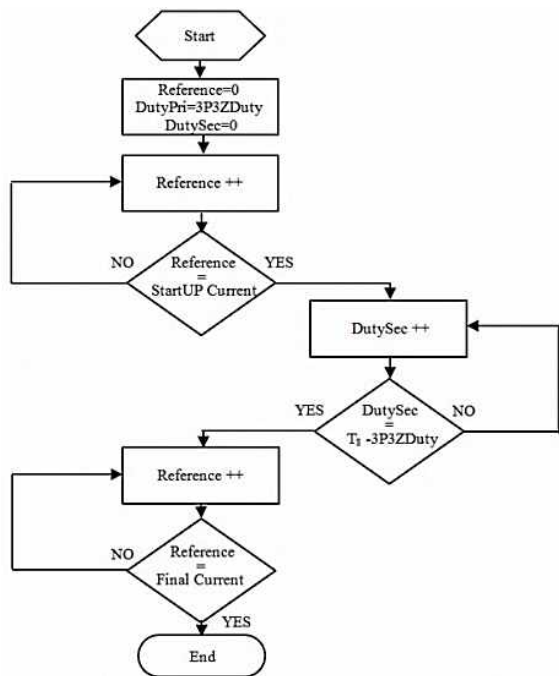 Start
Reference=0
DutyPri=3P3ZDuty
DutySec=0
Reference ++
NO
Reference
=
StartUP Current
YES
DutySec ++
YES
DutySec
=
Ts -3P3ZDuty
NO
Reference ++
NO
Reference
=
Final Current
YES
End